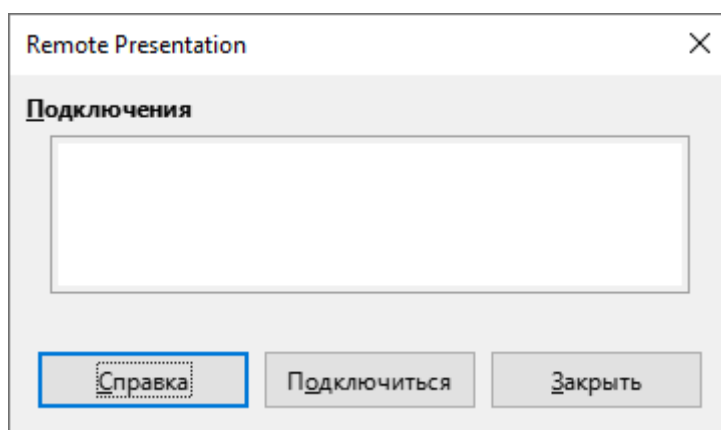 Remote Presentation
Подключения
Справка Подключиться Закрыть